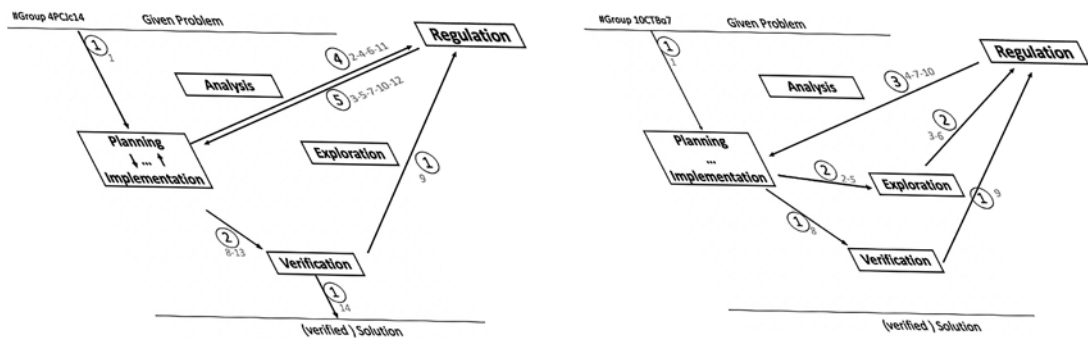 #Group 4PCJc14
Given Problem
1
1
Regulation
4
2-4-6-11
Analysis
5
3-5-7-10-12
Planning
...
Implementation
Exploration
1
9
2
8-13
Verification
1
14
(verified ) Solution
#Group 10CTBα7
Given Problem
1
1
Regulation
3
4-7-10
Analysis
2
3-6
Planning
...
Implementation
2
2-5
Exploration
1
9
1
8
Verification
(verified ) Solution